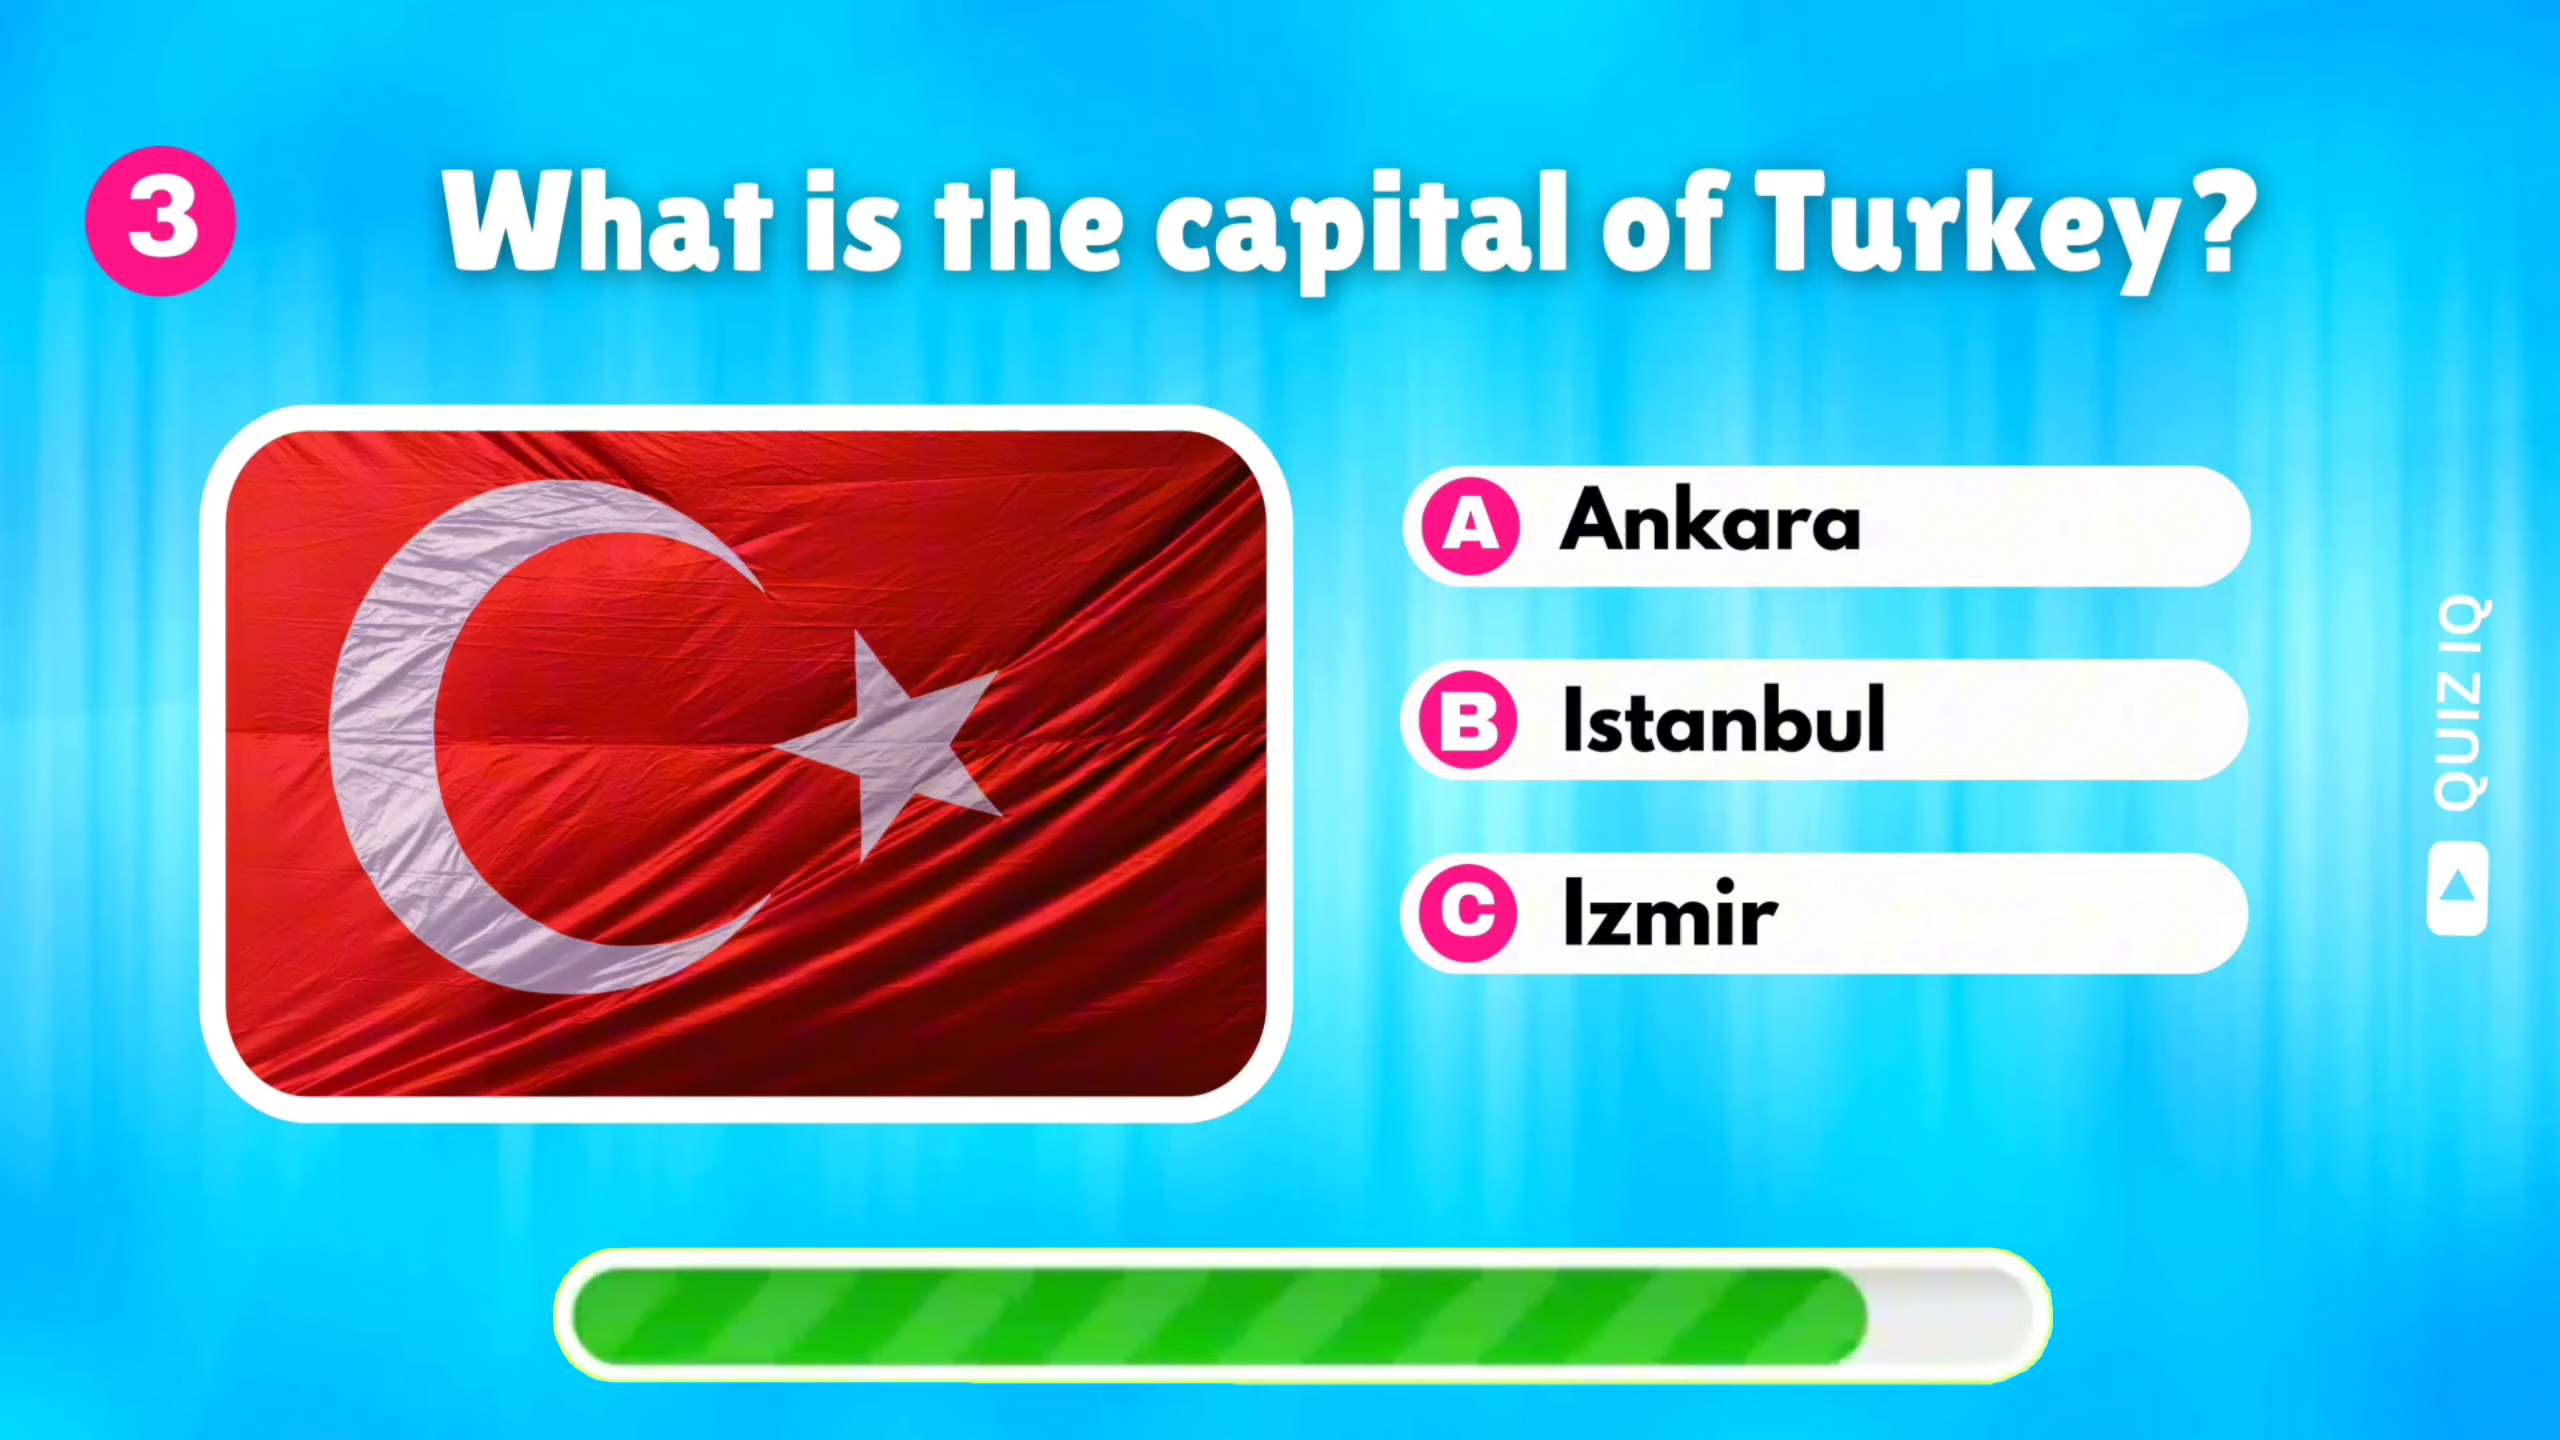 3
What is the capital of Turkey?
A Ankara
B Istanbul
C Izmir
QUIZ IQ